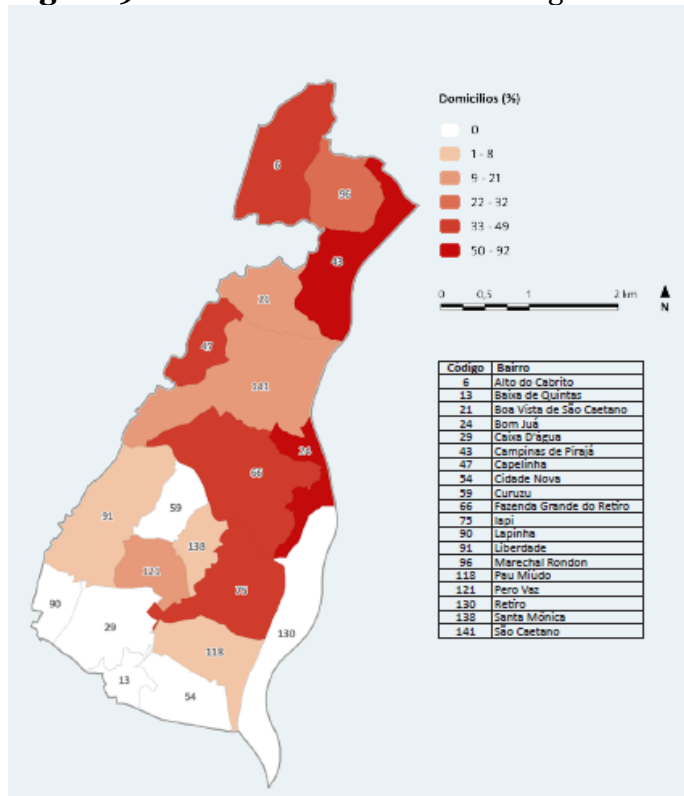 Domicílios (%)
0
1 - 8
9 - 21
22 - 32
33 - 49
50 - 92
0 0,5 1 2 km
N
6
96
43
21
47
141
24
66
59
91
138
121
75
90
29
130
118
13
54
Código Bairro
6 Alto do Cabrito
13 Baixa de Quintas
21 Boa Vista de São Caetano
24 Bom Juá
29 Caixa D'água
43 Campinas de Pirajá
47 Capelinha
54 Cidade Nova
59 Curuzu
66 Fazenda Grande do Retiro
75 Iapi
90 Lapinha
91 Liberdade
96 Marechal Rondon
118 Pau Miúdo
121 Pero Vaz
130 Retiro
138 Santa Mônica
141 São Caetano